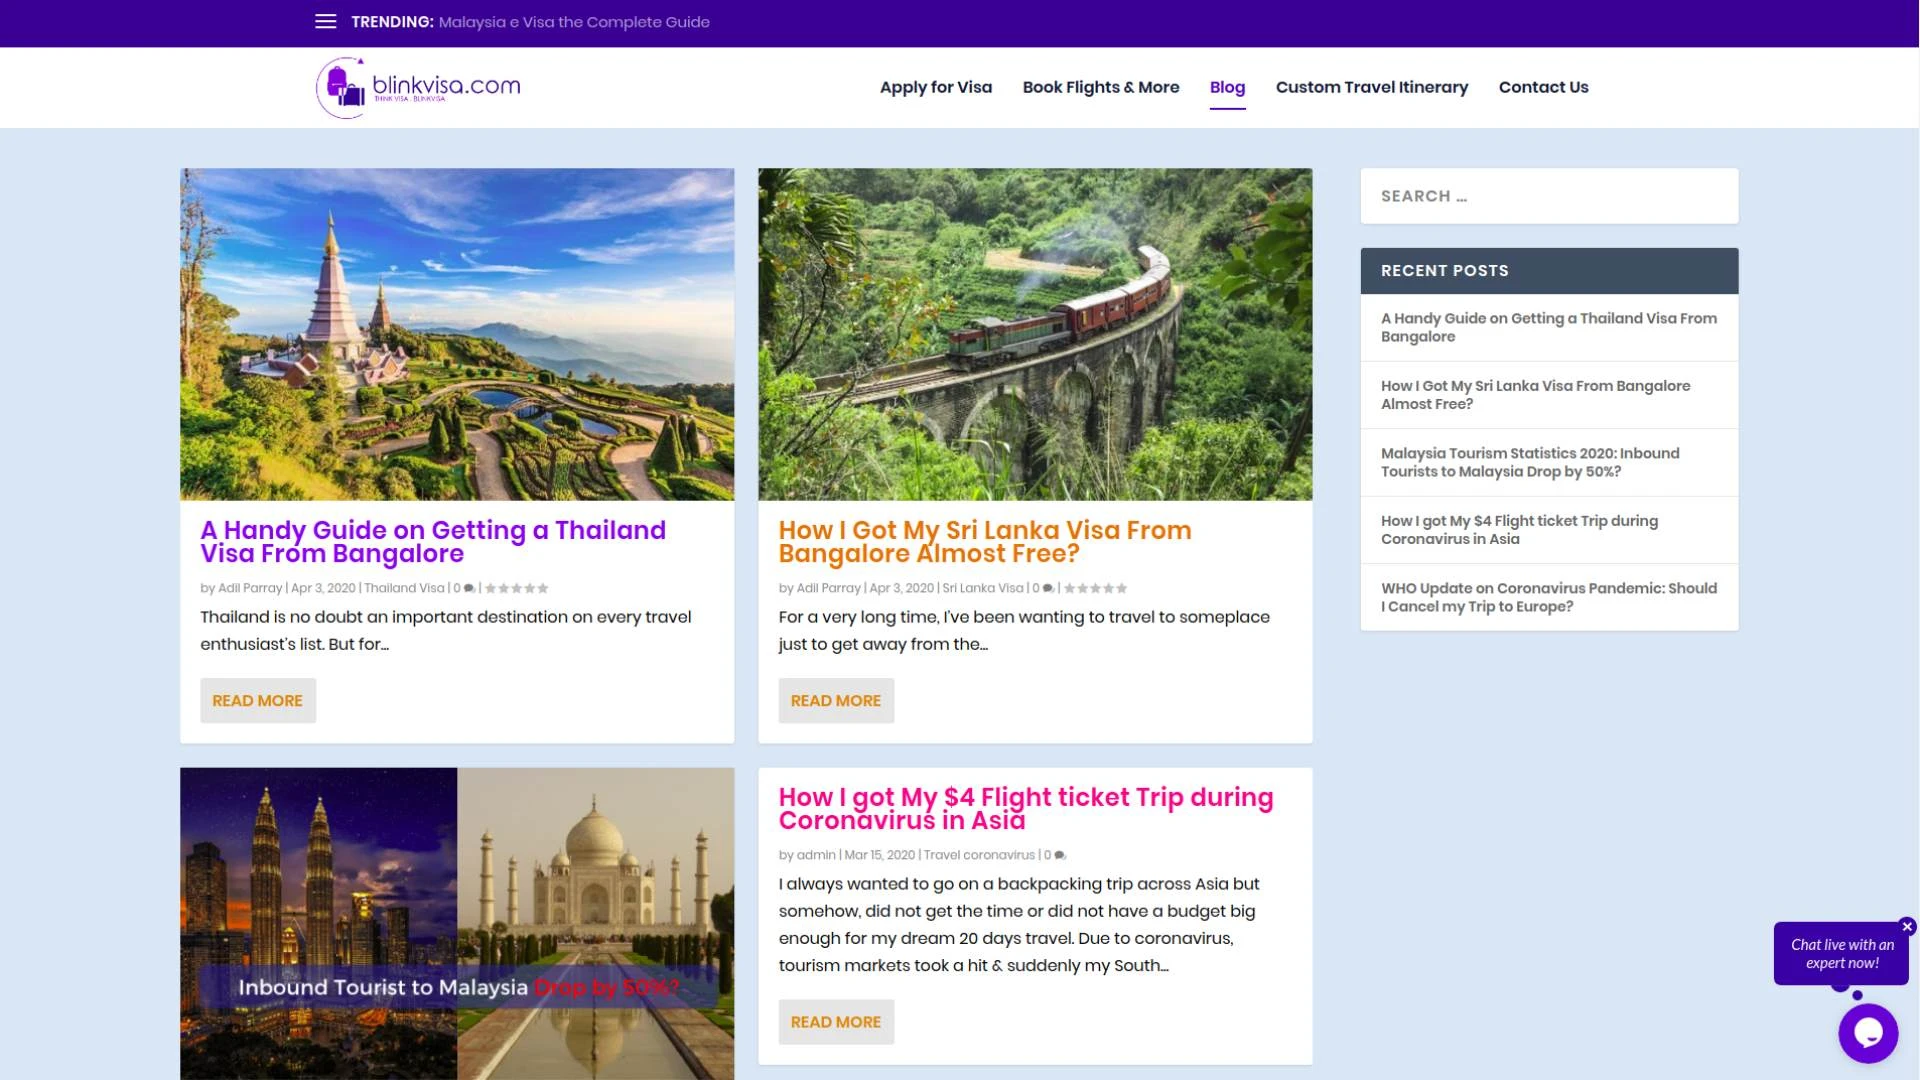 TRENDING: Malaysia e Visa the Complete Guide
blinkvisa.com
THINK VISA . BLINKVISA
Apply for Visa
Book Flights & More
Blog
Custom Travel Itinerary
Contact Us
A Handy Guide on Getting a Thailand
Visa From Bangalore
by Adil Parray | Apr 3, 2020 | Thailand Visa | 0 |
Thailand is no doubt an important destination on every travel
enthusiast's list. But for...
READ MORE
How I Got My Sri Lanka Visa From
Bangalore Almost Free?
by Adil Parray | Apr 3, 2020 | Sri Lanka Visa | 0 |
For a very long time, I've been wanting to travel to someplace
just to get away from the...
READ MORE
Inbound Tourist to Malaysia Drop by 50%?
How I got My $4 Flight ticket Trip during
Coronavirus in Asia
by admin | Mar 15, 2020 | Travel coronavirus | 0
I always wanted to go on a backpacking trip across Asia but
somehow, did not get the time or did not have a budget big
enough for my dream 20 days travel. Due to coronavirus,
tourism markets took a hit & suddenly my South...
READ MORE
SEARCH ...
RECENT POSTS
A Handy Guide on Getting a Thailand Visa From
Bangalore
How I Got My Sri Lanka Visa From Bangalore
Almost Free?
Malaysia Tourism Statistics 2020: Inbound
Tourists to Malaysia Drop by 50%?
How I got My $4 Flight ticket Trip during
Coronavirus in Asia
WHO Update on Coronavirus Pandemic: Should
I Cancel my Trip to Europe?
Chat live with an
expert now!